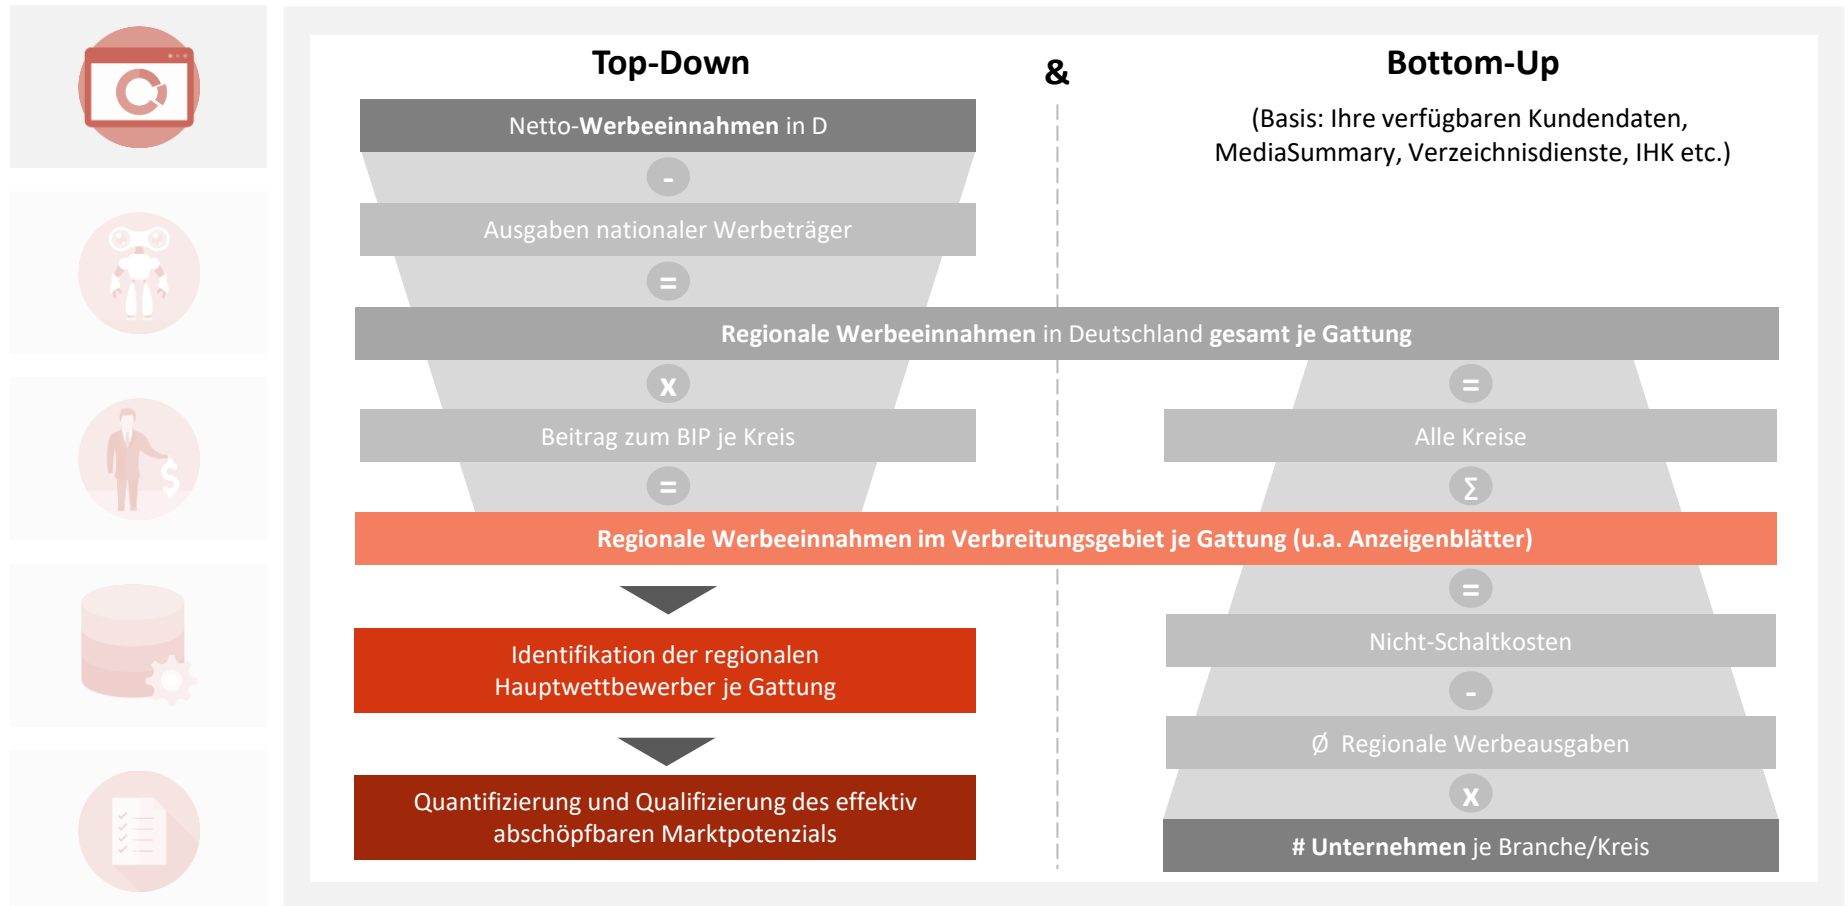 Top-Down
&
Bottom-Up
(Basis: Ihre verfügbaren Kundendaten,
MediaSummary, Verzeichnisdienste, IHK etc.)
Netto-Werbeeinnahmen in D
-
Ausgaben nationaler Werbeträger
=
Regionale Werbeeinnahmen in Deutschland gesamt je Gattung
x
=
Beitrag zum BIP je Kreis
Alle Kreise
=
Σ
Regionale Werbeeinnahmen im Verbreitungsgebiet je Gattung (u.a. Anzeigenblätter)
Identifikation der regionalen
Hauptwettbewerber je Gattung
Quantifizierung und Qualifizierung des effektiv
abschöpfbaren Marktpotenzials
=
Nicht-Schaltkosten
-
Ø Regionale Werbeausgaben
x
# Unternehmen je Branche/Kreis
$